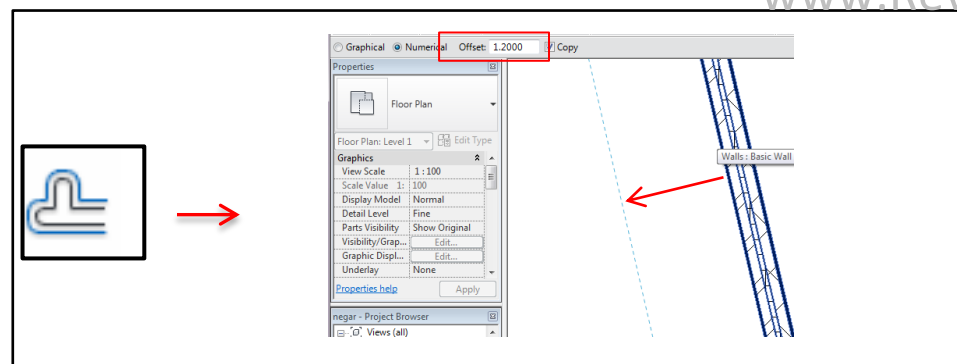 www.Rev
Graphical Numerical Offset: 1.2000 Copy
Properties
Floor Plan
Floor Plan: Level 1 Edit Type
Graphics
View Scale 1 : 100
Scale Value 1: 100
Display Model Normal
Detail Level Fine
Parts Visibility Show Original
Visibility/Grap... Edit...
Graphic Displ... Edit...
Underlay None
Properties help Apply
negar - Project Browser
Views (all)
Walls : Basic Wall